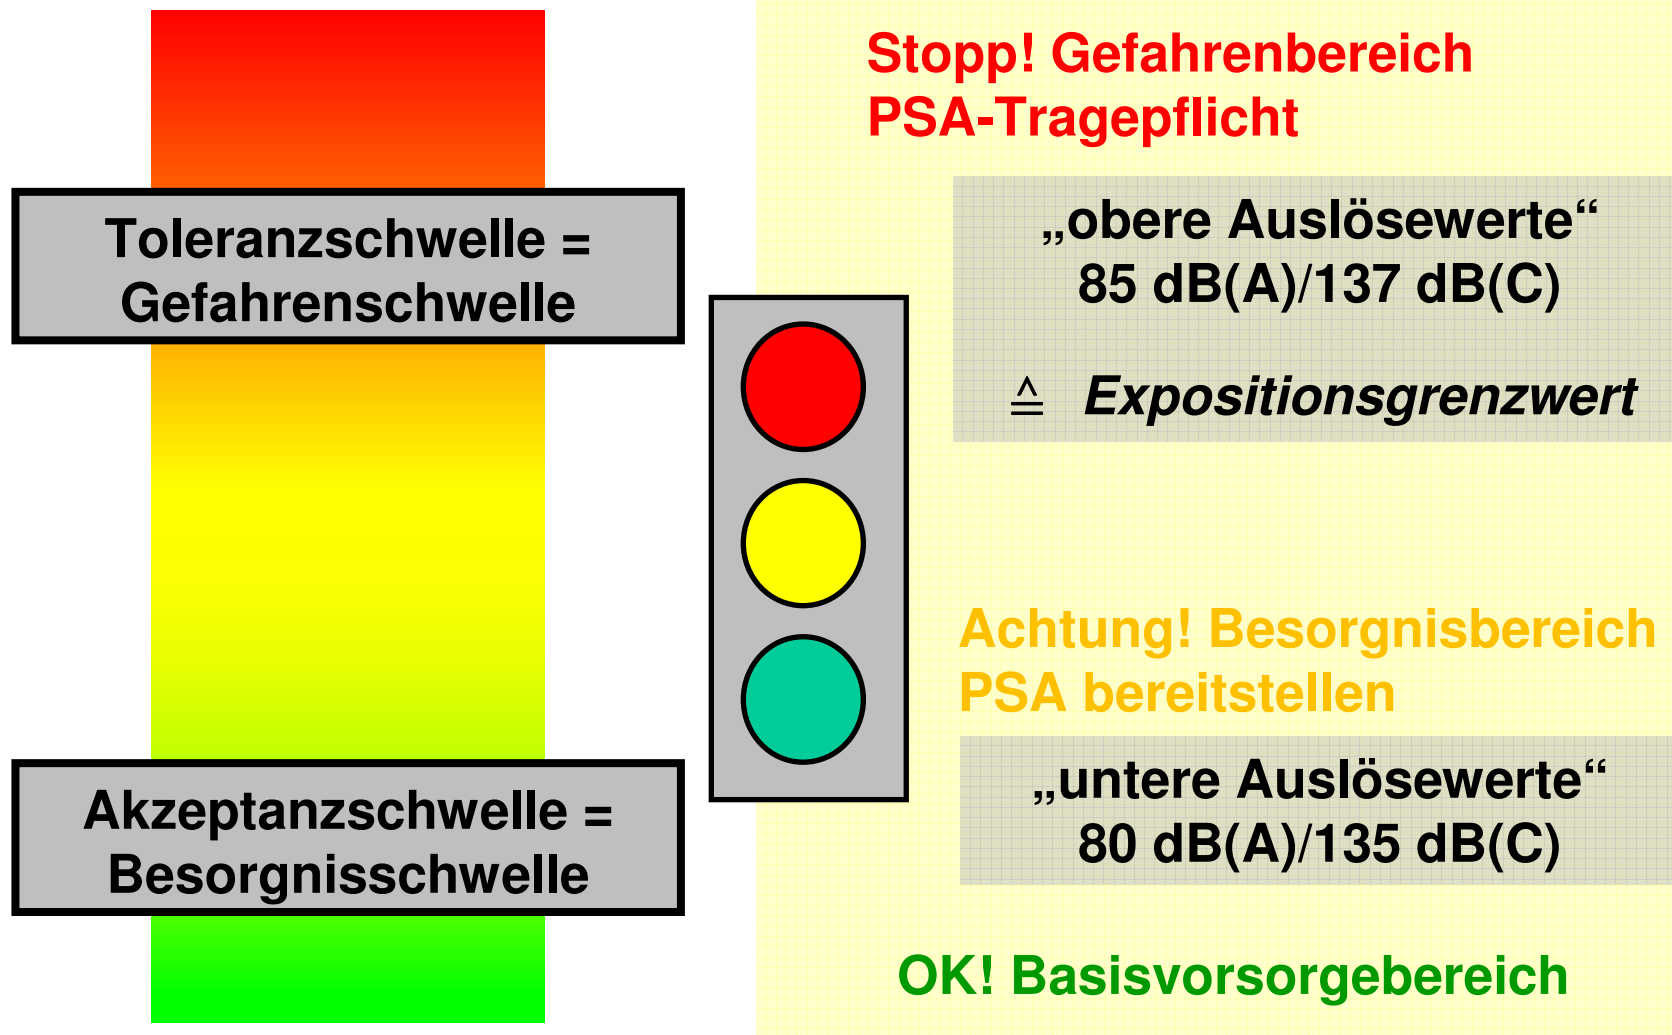 Stopp! Gefahrenbereich
PSA-Tragepflicht
Toleranzschwelle =
Gefahrenschwelle
„obere Auslösewerte“
85 dB(A)/137 dB(C)
≙ Expositionsgrenzwert
Achtung! Besorgnisbereich
PSA bereitstellen
Akzeptanzschwelle =
Besorgnisschwelle
„untere Auslösewerte“
80 dB(A)/135 dB(C)
OK! Basisvorsorgebereich